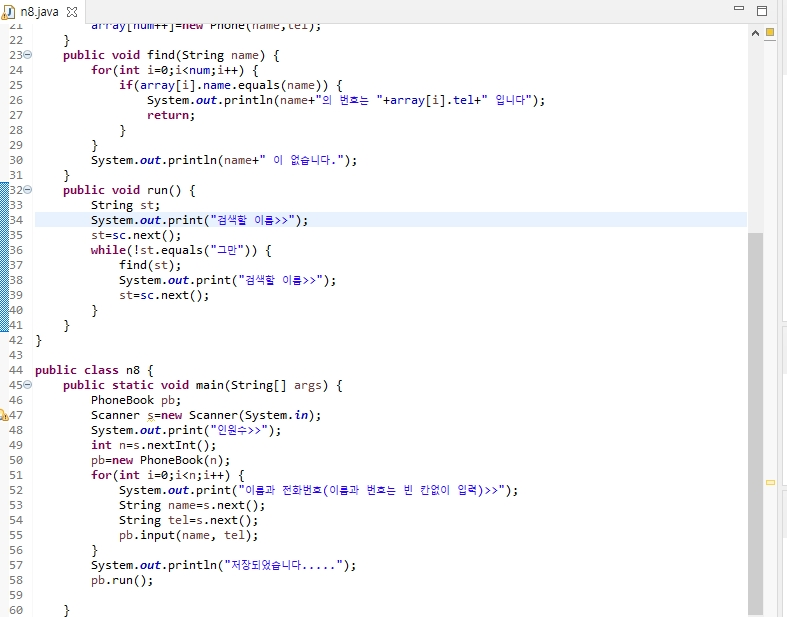 n8.java
21 array[num++]=new Phone(name,tel);
22 }
23 public void find(String name) {
24 for(int i=0;i<num;i++) {
25 if(array[i].name.equals(name)) {
26 System.out.println(name+"의 번호는 "+array[i].tel+" 입니다");
27 return;
28 }
29 }
30 System.out.println(name+" 이 없습니다.");
31 }
32 public void run() {
33 String st;
34 System.out.print("검색할 이름>>");
35 st=sc.next();
36 while(!st.equals("그만")) {
37 find(st);
38 System.out.print("검색할 이름>>");
39 st=sc.next();
40 }
41 }
42 }
43
44 public class n8 {
45 public static void main(String[] args) {
46 PhoneBook pb;
47 Scanner s=new Scanner(System.in);
48 System.out.print("인원수>>");
49 int n=s.nextInt();
50 pb=new PhoneBook(n);
51 for(int i=0;i<n;i++) {
52 System.out.print("이름과 전화번호(이름과 번호는 빈 칸없이 입력)>>");
53 String name=s.next();
54 String tel=s.next();
55 pb.input(name, tel);
56 }
57 System.out.println("저장되었습니다.....");
58 pb.run();
59
60 }